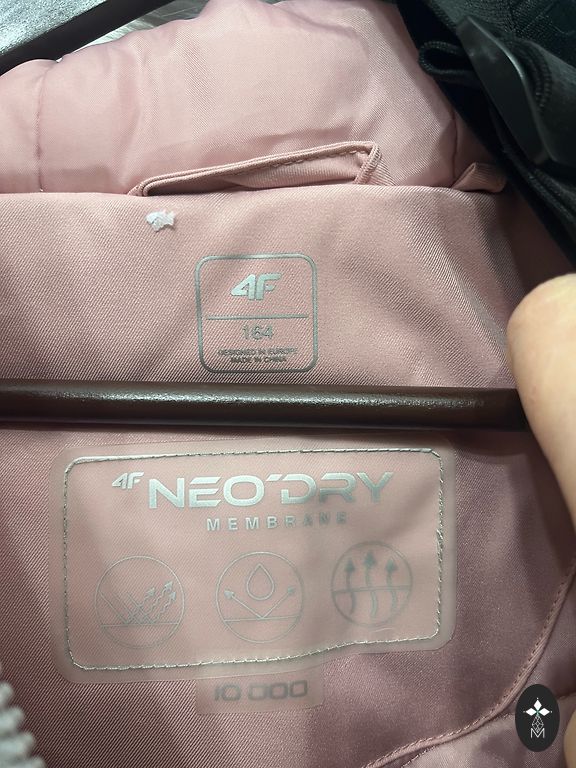 4F
164
DESIGNED IN EUROPE
MADE IN CHINA
4F NEO'DRY
MEMBRANE
10 000
M